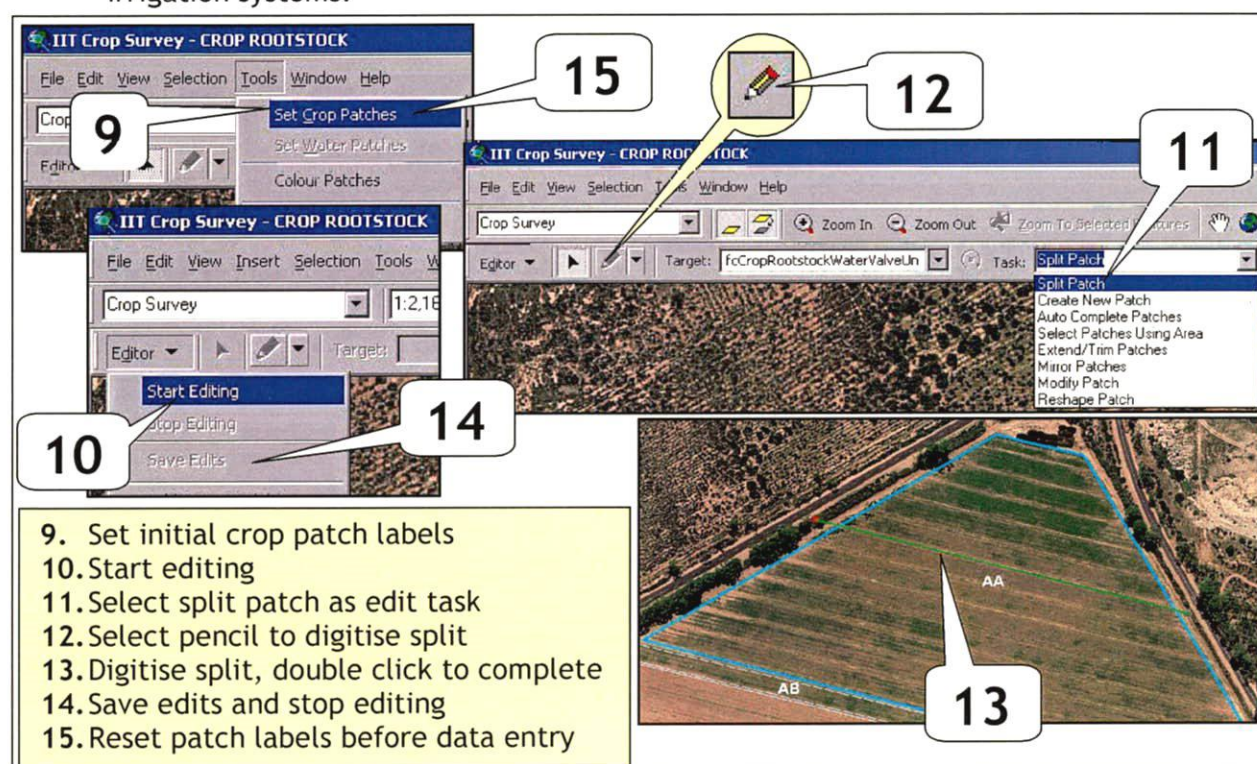 irrigation systems.
IIT Crop Survey - CROP ROOTSTOCK
File Edit View Selection Tools Window Help
Set Crop Patches
Set Water Patches
Colour Patches
9
15
12
IIT Crop Survey - CROP ROOTSTOCK
File Edit View Insert Selection Tools
Crop Survey
Editor
Start Editing
Stop Editing
Save Edits
10
14
IIT Crop Survey - CROP ROOTSTOCK
File Edit View Selection Tools Window Help
Crop Survey Zoom In Zoom Out Zoom To Selected Features
Editor Target: fcCropRootstockWaterValveUn Task: Split Patch
Split Patch
Create New Patch
Auto Complete Patches
Select Patches Using Area
Extend/Trim Patches
Mirror Patches
Modify Patch
Reshape Patch
11
AA
AB
13
9. Set initial crop patch labels
10. Start editing
11. Select split patch as edit task
12. Select pencil to digitise split
13. Digitise split, double click to complete
14. Save edits and stop editing
15. Reset patch labels before data entry